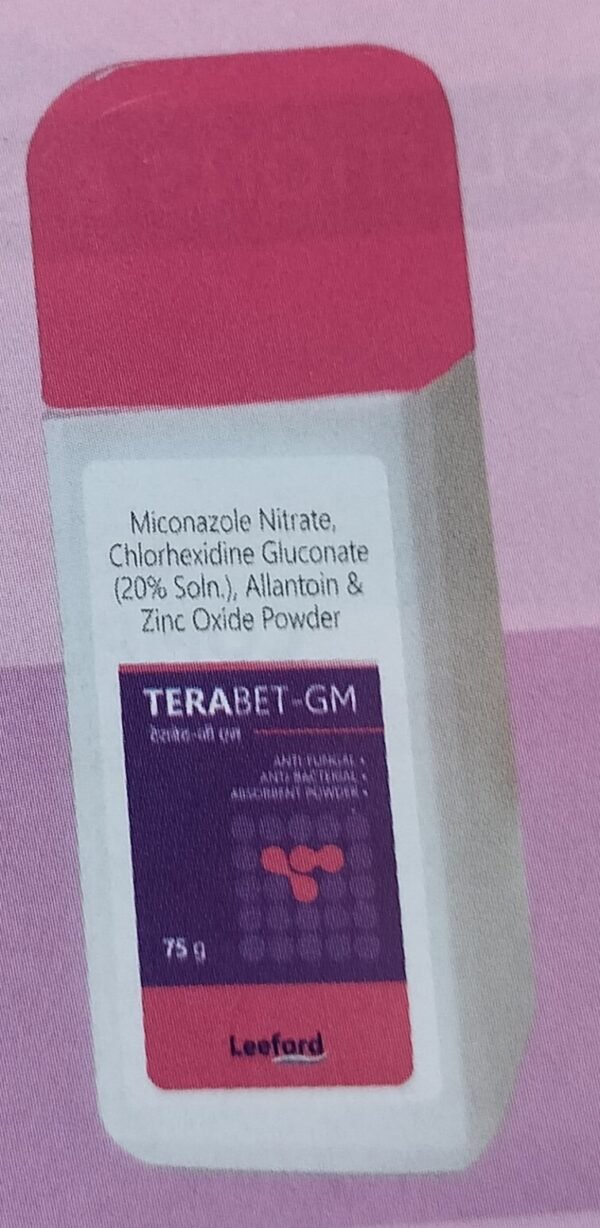 Miconazole Nitrate,
Chlorhexidine Gluconate
(20% Soln.), Allantoin &
Zinc Oxide Powder
TERABET-GM
टेराबेट-जी एम
ANTI FUNGAL •
ANTI BACTERIAL •
ABSORBENT POWDER •
75 g
Leeford